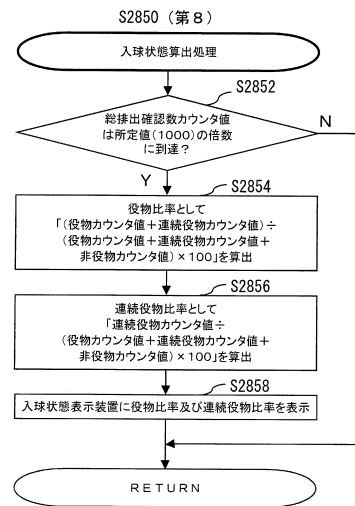 S2850 (第8)
入球状態算出処理
S2852
総排出確認数カウンタ値
は所定値(1000)の倍数
に到達?
N
Y
S2854
役物比率として
「(役物カウンタ値+連続役物カウンタ値)÷
(役物カウンタ値+連続役物カウンタ値+
非役物カウンタ値)×100」を算出
S2856
連続役物比率として
「連続役物カウンタ値÷
(役物カウンタ値+連続役物カウンタ値+
非役物カウンタ値)×100」を算出
S2858
入球状態表示装置に役物比率及び連続役物比率を表示
RETURN